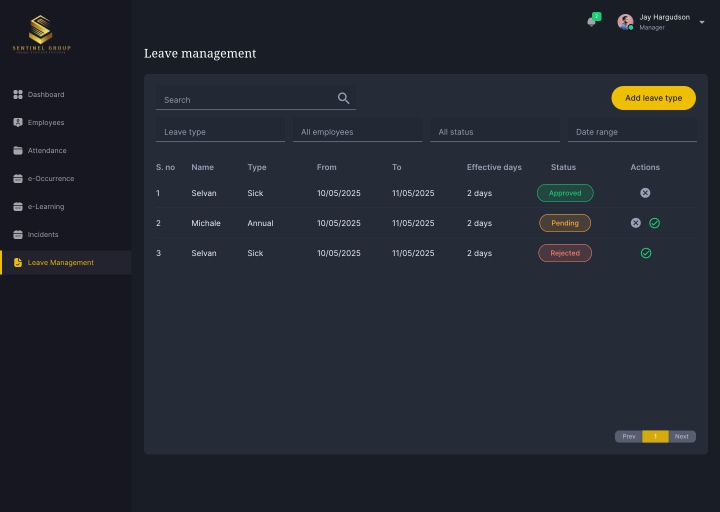 SENTINEL GROUP
2
Jay Hargudson
Manager
Leave management
Dashboard
Employees
Attendance
e-Occurrence
e-Learning
Incidents
Leave Management
Search
Add leave type
Leave type
All employees
All status
Date range
S. no Name Type From To Effective days Status Actions
1 Selvan Sick 10/05/2025 11/05/2025 2 days Approved
2 Michale Annual 10/05/2025 11/05/2025 2 days Pending
3 Selvan Sick 10/05/2025 11/05/2025 2 days Rejected
Prev 1 Next